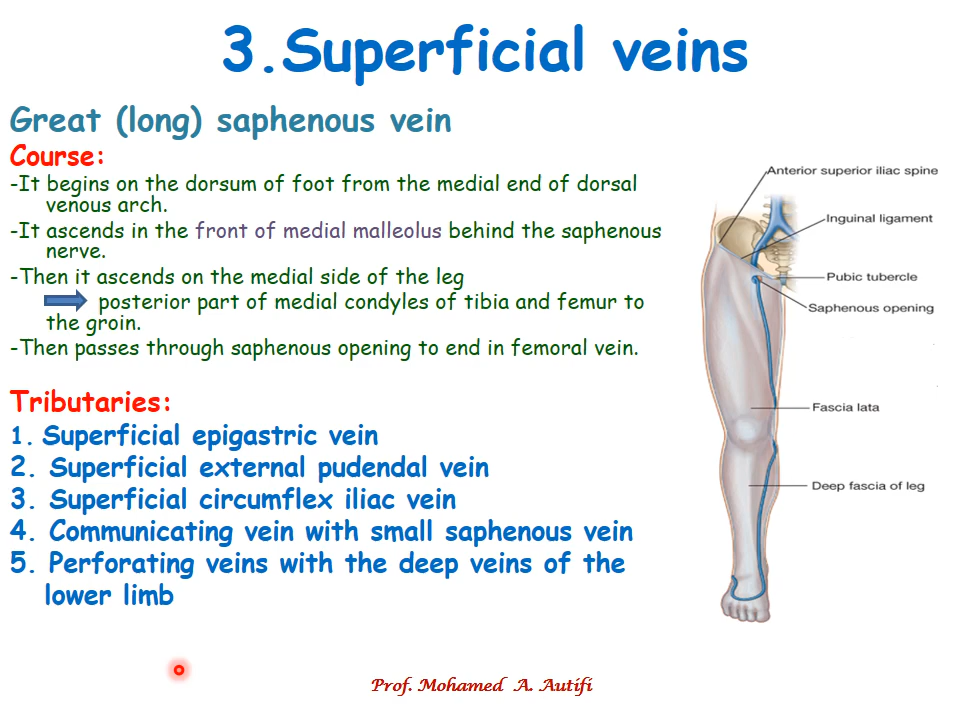 3.Superficial veins
Great (long) saphenous vein
Course:
-It begins on the dorsum of foot from the medial end of dorsal
venous arch.
-It ascends in the front of medial malleolus behind the saphenous
nerve.
-Then it ascends on the medial side of the leg
posterior part of medial condyles of tibia and femur to
the groin.
-Then passes through saphenous opening to end in femoral vein.
Tributaries:
1. Superficial epigastric vein
2. Superficial external pudendal vein
3. Superficial circumflex iliac vein
4. Communicating vein with small saphenous vein
5. Perforating veins with the deep veins of the
lower limb
Anterior superior iliac spine
Inguinal ligament
Pubic tubercle
Saphenous opening
Fascia lata
Deep fascia of leg
Prof. Mohamed A. Autifi